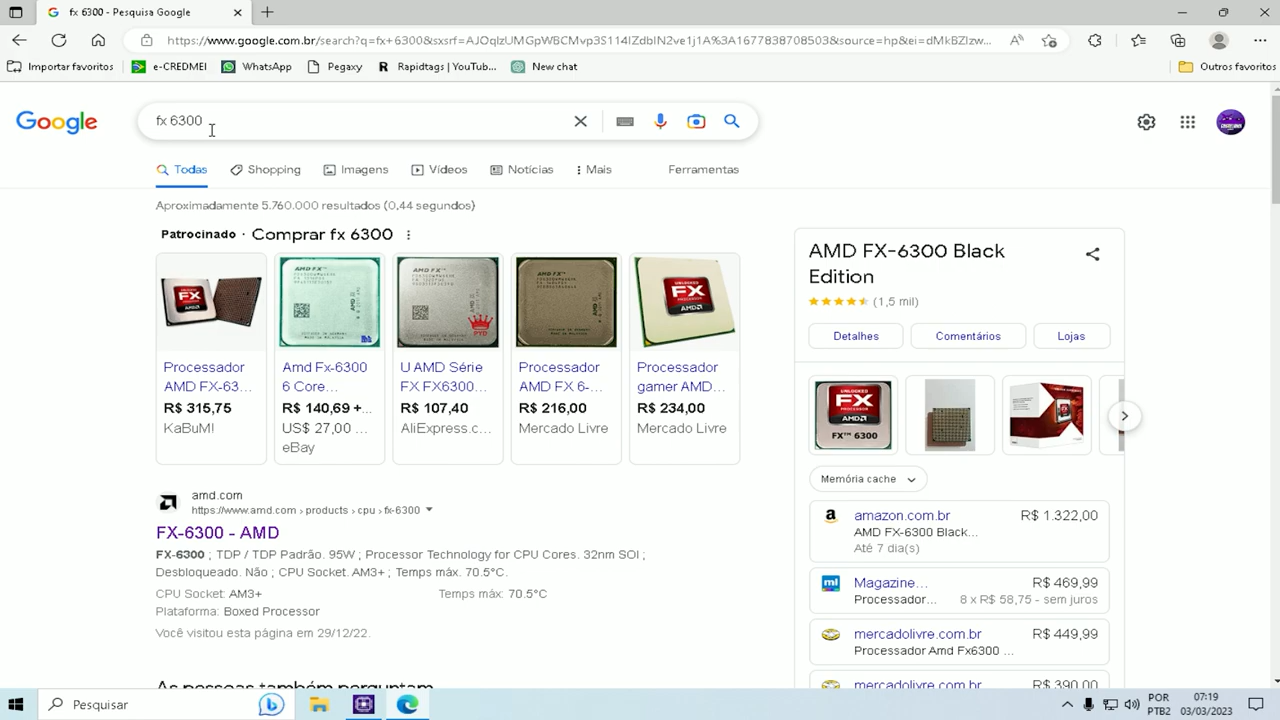 fx 6300 - Pesquisa Google
https://www.google.com.br/search?q=fx+6300&sxsrf=AJOqlzUMGpWBCMvp3S114IZdbIN2ve1j1A%3A1677838708503&source=hp&ei=dMkBZIzw...
Importar favoritos
e-CREDMEI
WhatsApp
Pegaxy
Rapidtags | YouTub...
New chat
Outros favoritos
Google
fx 6300
Todas
Shopping
Imagens
Vídeos
Notícias
Mais
Ferramentas
Aproximadamente 5.760.000 resultados (0,44 segundos)
Patrocinado · Comprar fx 6300
Processador
AMD FX-63...
R$ 315,75
KaBuM!
Amd Fx-6300
6 Core...
R$ 140,69 +...
US$ 27,00 ...
eBay
U AMD Série
FX FX6300...
R$ 107,40
AliExpress.c...
Processador
AMD FX 6-...
R$ 216,00
Mercado Livre
Processador
gamer AMD...
R$ 234,00
Mercado Livre
amd.com
https://www.amd.com › products › cpu › fx-6300
FX-6300 - AMD
FX-6300 ; TDP / TDP Padrão. 95W ; Processor Technology for CPU Cores. 32nm SOI ;
Desbloqueado. Não ; CPU Socket. AM3+ ; Temps máx. 70.5°C.
CPU Socket: AM3+
Temps máx: 70.5°C
Plataforma: Boxed Processor
Você visitou esta página em 29/12/22.
As pessoas também perguntam
AMD FX-6300 Black
Edition
(1,5 mil)
Detalhes
Comentários
Lojas
UNLOCKED
FX
PROCESSOR
AMD
FX™ 6300
Memória cache
amazon.com.br
R$ 1.322,00
AMD FX-6300 Black...
Até 7 dia(s)
Magazine...
R$ 469,99
Processador...
8 x R$ 58,75 - sem juros
mercadolivre.com.br
R$ 449,99
Processador Amd Fx6300 ...
mercadolivre.com.br
R$ 390,00
Pesquisar
POR
PTB2
07:19
03/03/2023